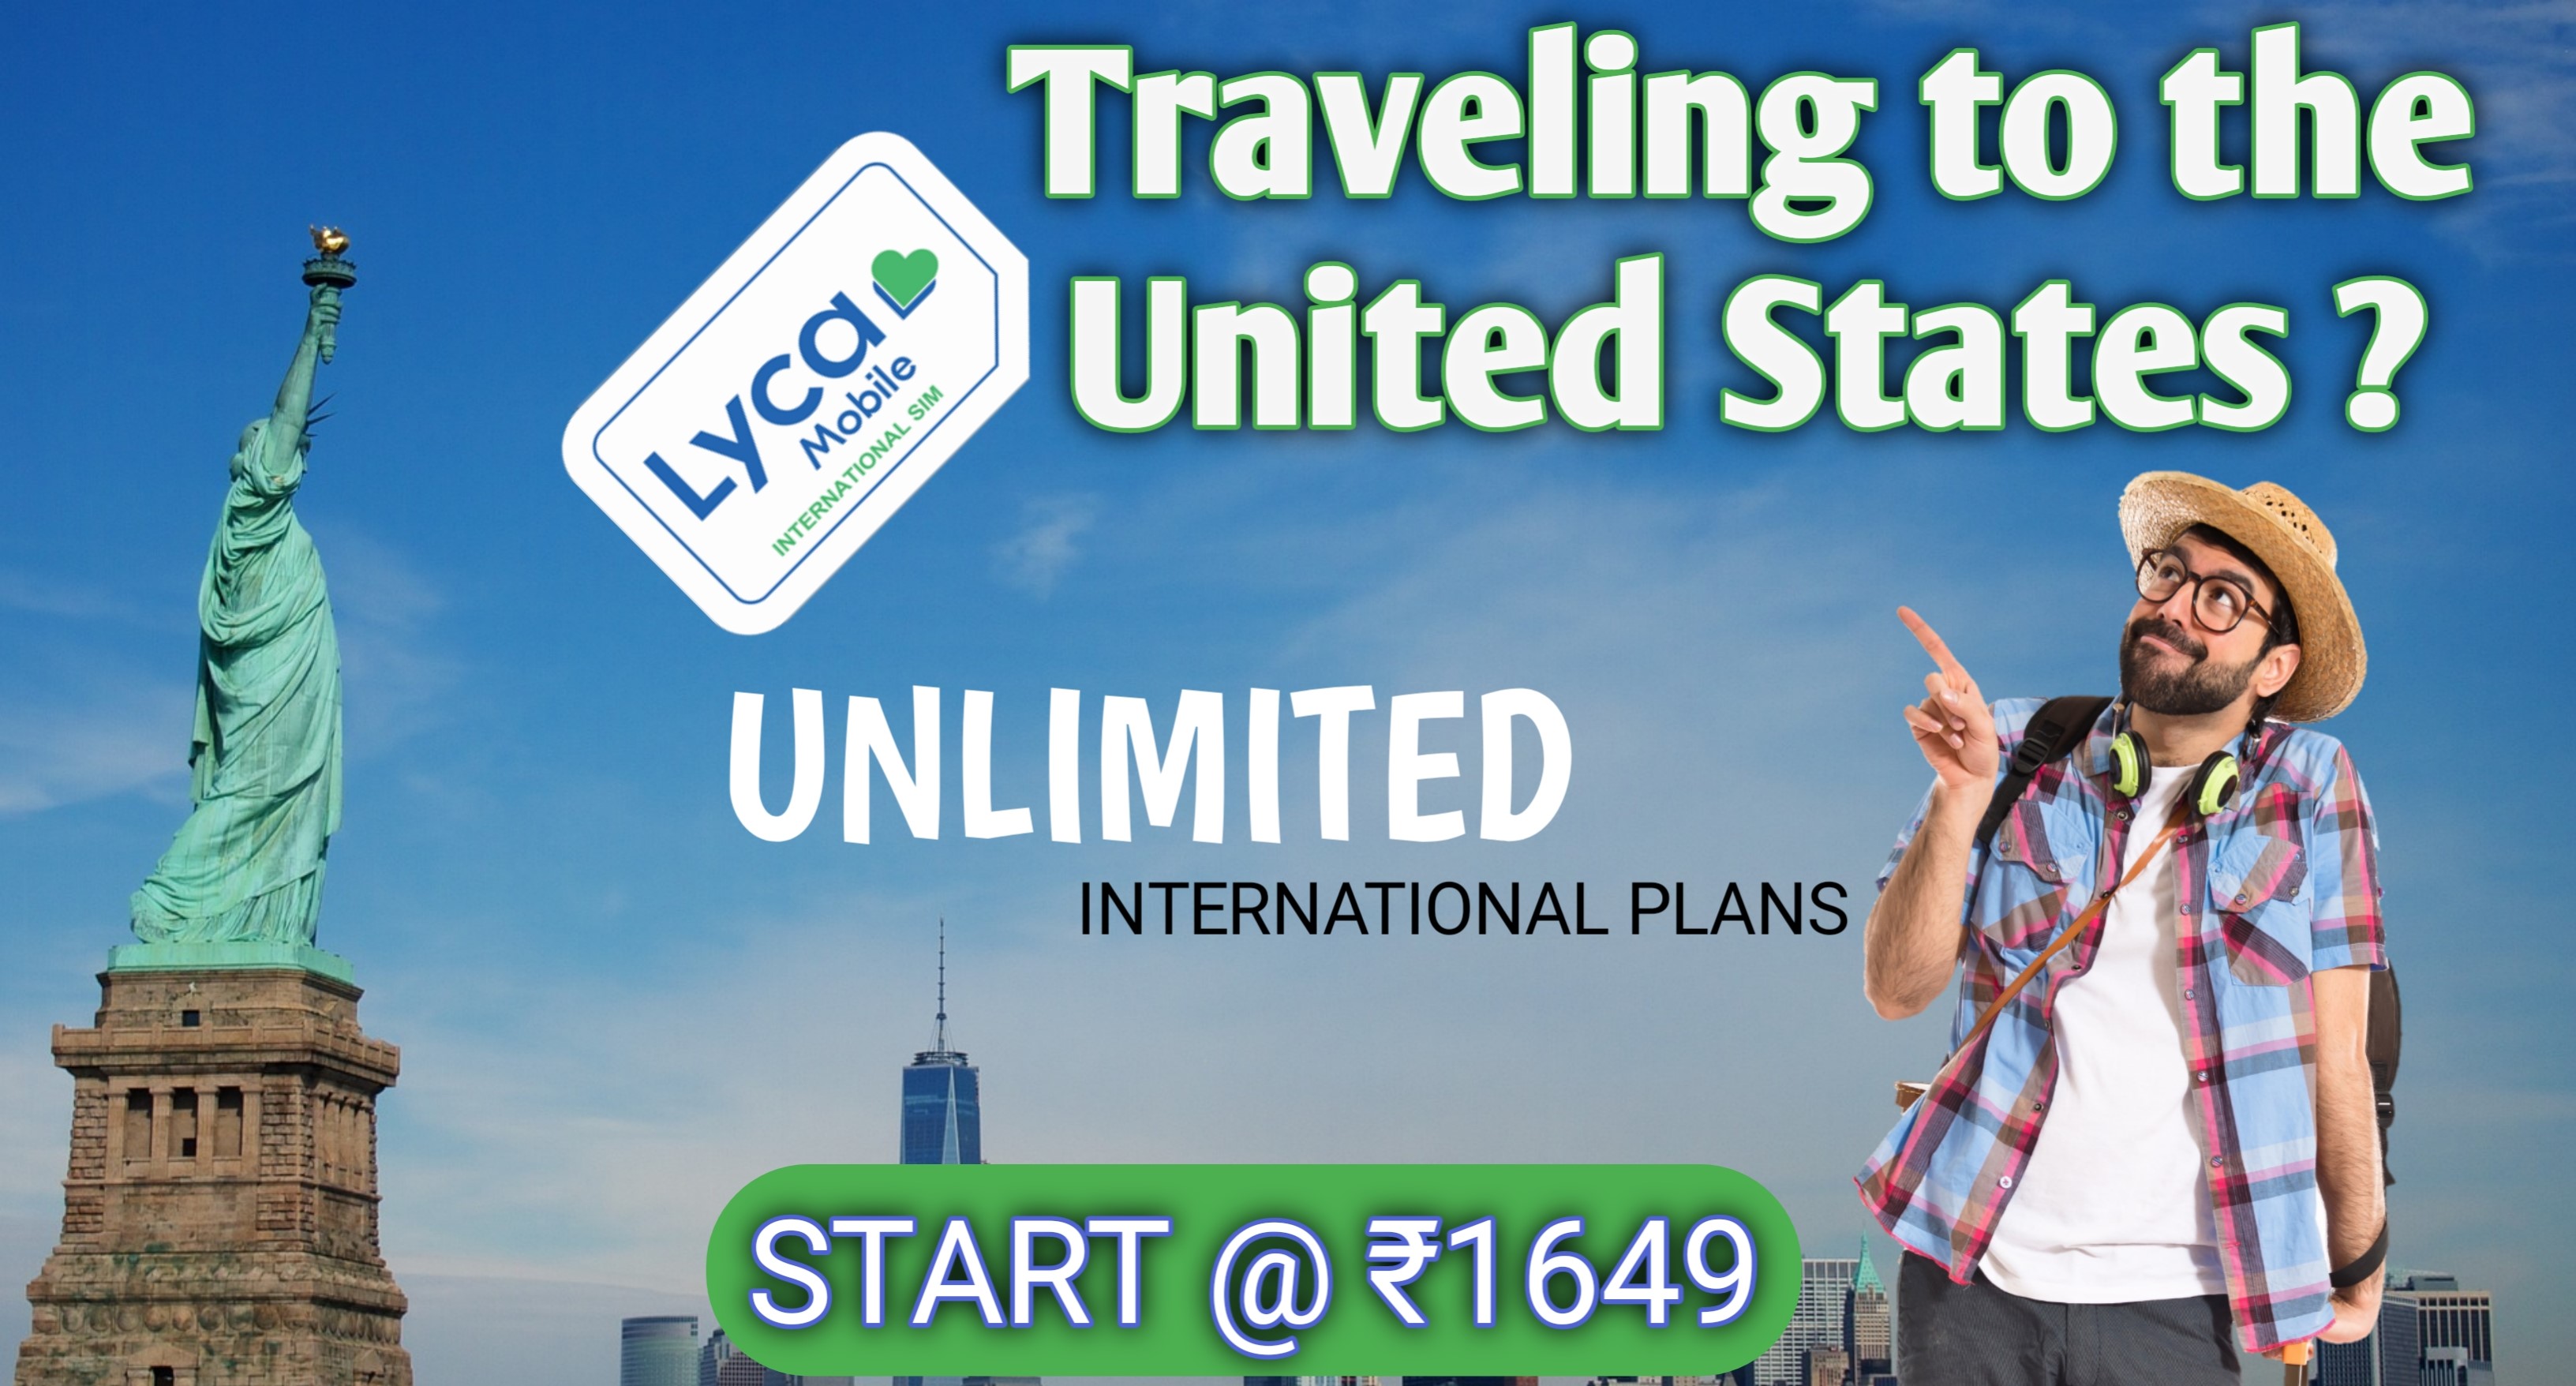 Traveling to the
United States ?
Lyca
Mobile
INTERNATIONAL SIM
UNLIMITED
INTERNATIONAL PLANS
START @ ₹1649